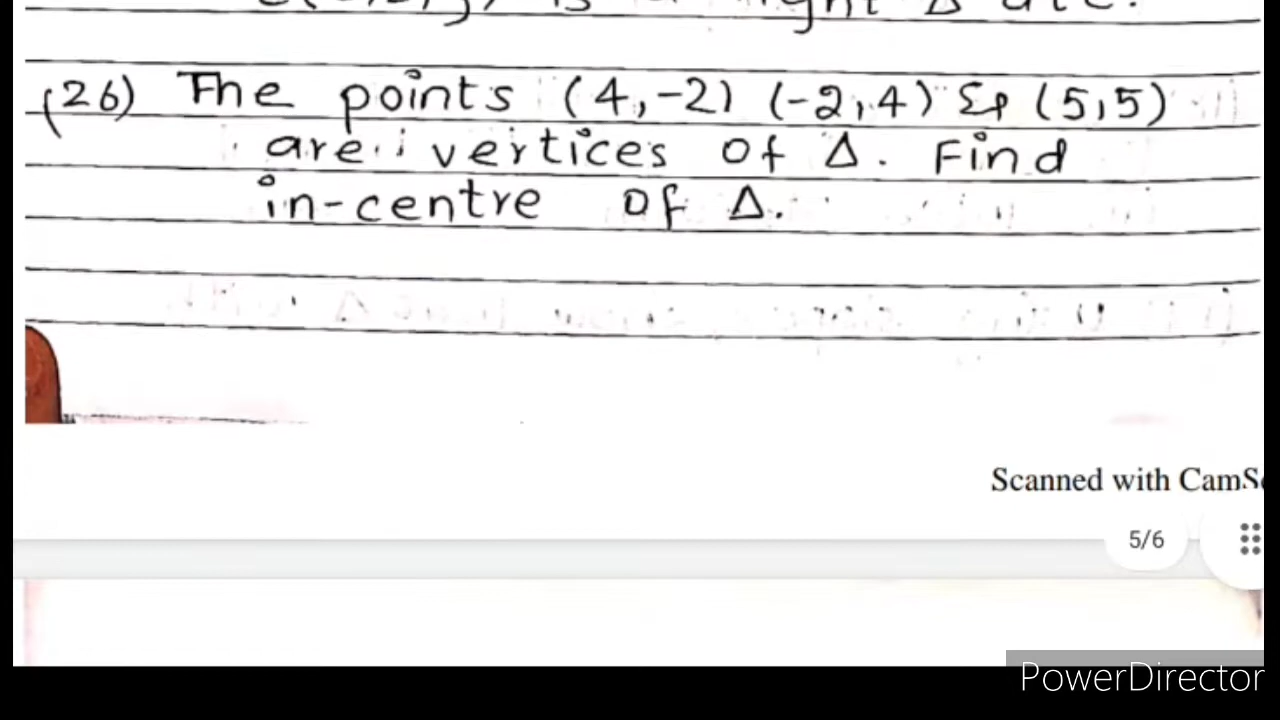 (26) The points (4,-2) (-2,4) & (5,5)
are vertices of Δ. Find
in-centre of Δ.
Scanned with CamS
5/6
PowerDirector